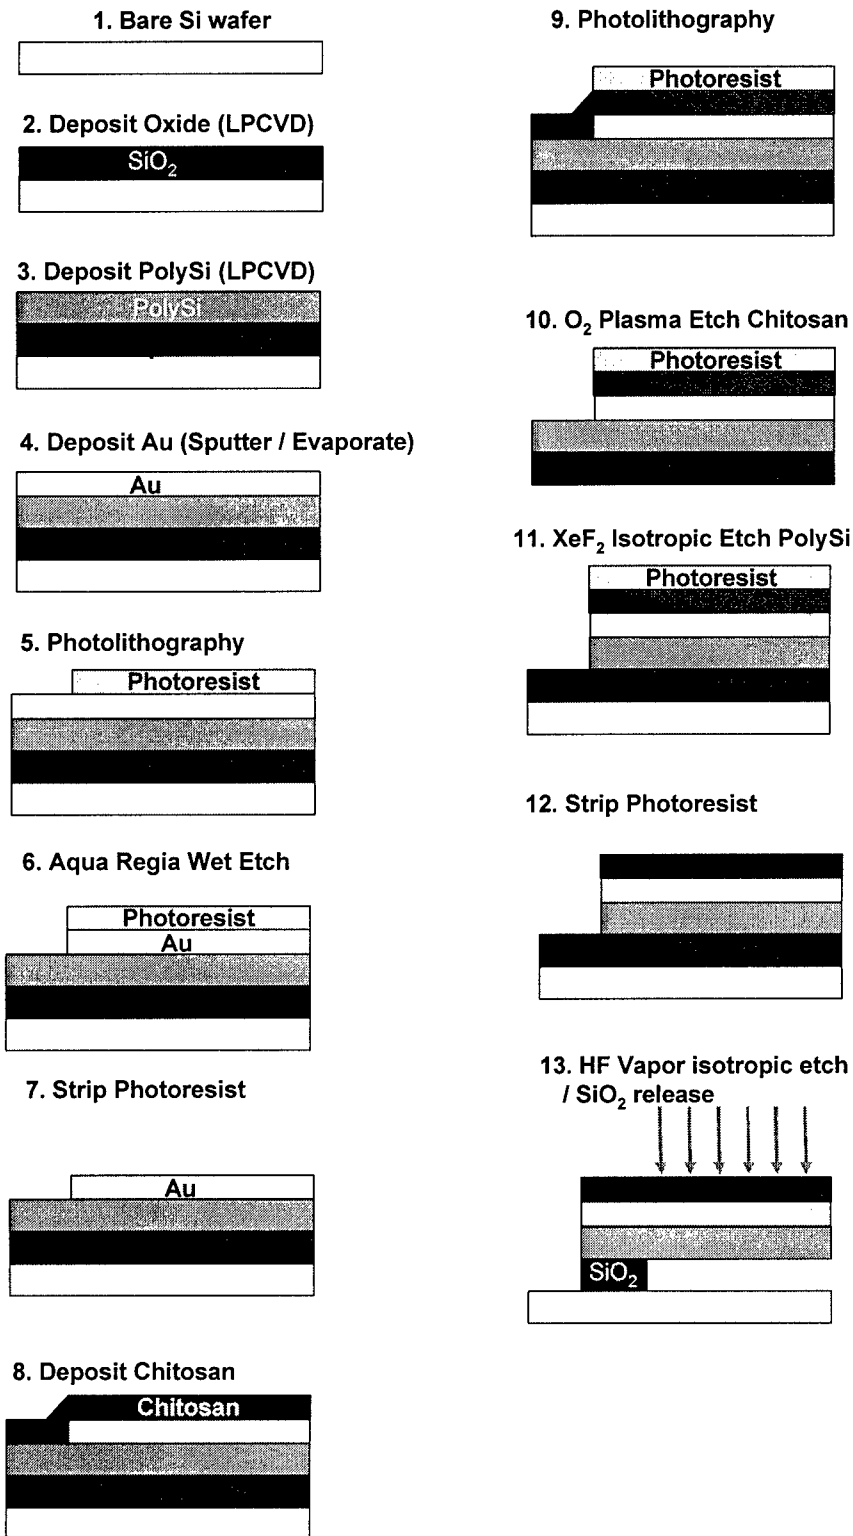 1. Bare Si wafer
2. Deposit Oxide (LPCVD)
SiO₂
3. Deposit PolySi (LPCVD)
PolySi
4. Deposit Au (Sputter / Evaporate)
Au
5. Photolithography
Photoresist
6. Aqua Regia Wet Etch
Photoresist
Au
7. Strip Photoresist
Au
8. Deposit Chitosan
Chitosan
9. Photolithography
Photoresist
10. O₂ Plasma Etch Chitosan
Photoresist
11. XeF₂ Isotropic Etch PolySi
Photoresist
12. Strip Photoresist
13. HF Vapor isotropic etch
/ SiO₂ release
SiO₂